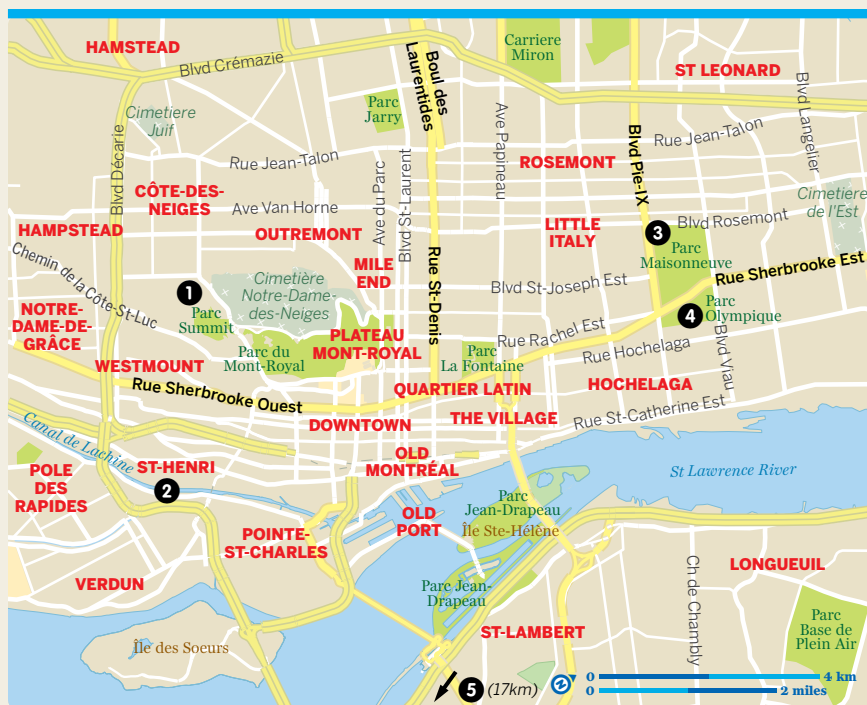 HAMSTEAD
Blvd Crémazie
Boul des
Laurentides
Carriere
Miron
ST LEONARD
Cimetiere
Juif
Parc
Jarry
Ave Papineau
Blvd Pie-IX
Rue Jean-Talon
Blvd Langelier
Blvd Décarie
Rue Jean-Talon
ROSEMONT
CÔTE-DES-
NEIGES
Ave Van Horne
Ave du Parc
Blvd St-Laurent
Cimetière
de l'Est
HAMPSTEAD
OUTREMONT
LITTLE
ITALY
3
Blvd Rosemont
Parc
Maisonneuve
Chemin de la Côte-St-Luc
MILE
END
Rue St-Denis
Rue Sherbrooke Est
1
Cimetière
Notre-Dame-
des-Neiges
Blvd St-Joseph Est
NOTRE-
DAME-DE-
GRÂCE
Parc
Summit
4
Parc
Olympique
PLATEAU
MONT-ROYAL
Rue Rachel Est
Rue Hochelaga
Blvd Viau
WESTMOUNT
Parc du
Mont-Royal
Parc
La Fontaine
Rue Sherbrooke Ouest
QUARTIER LATIN
HOCHELAGA
DOWNTOWN
THE VILLAGE
Rue St-Catherine Est
Canal de Lachine
OLD
MONTRÉAL
POLE
DES
RAPIDES
ST-HENRI
2
St Lawrence River
Parc
Jean-Drapeau
Île Ste-Hélène
OLD
PORT
POINTE-
ST-CHARLES
LONGUEUIL
VERDUN
Parc Jean-
Drapeau
Ch de Chambly
ST-LAMBERT
Parc
Base de
Plein Air
Île des Soeurs
5 (17km)
N
0 4 km
0 2 miles